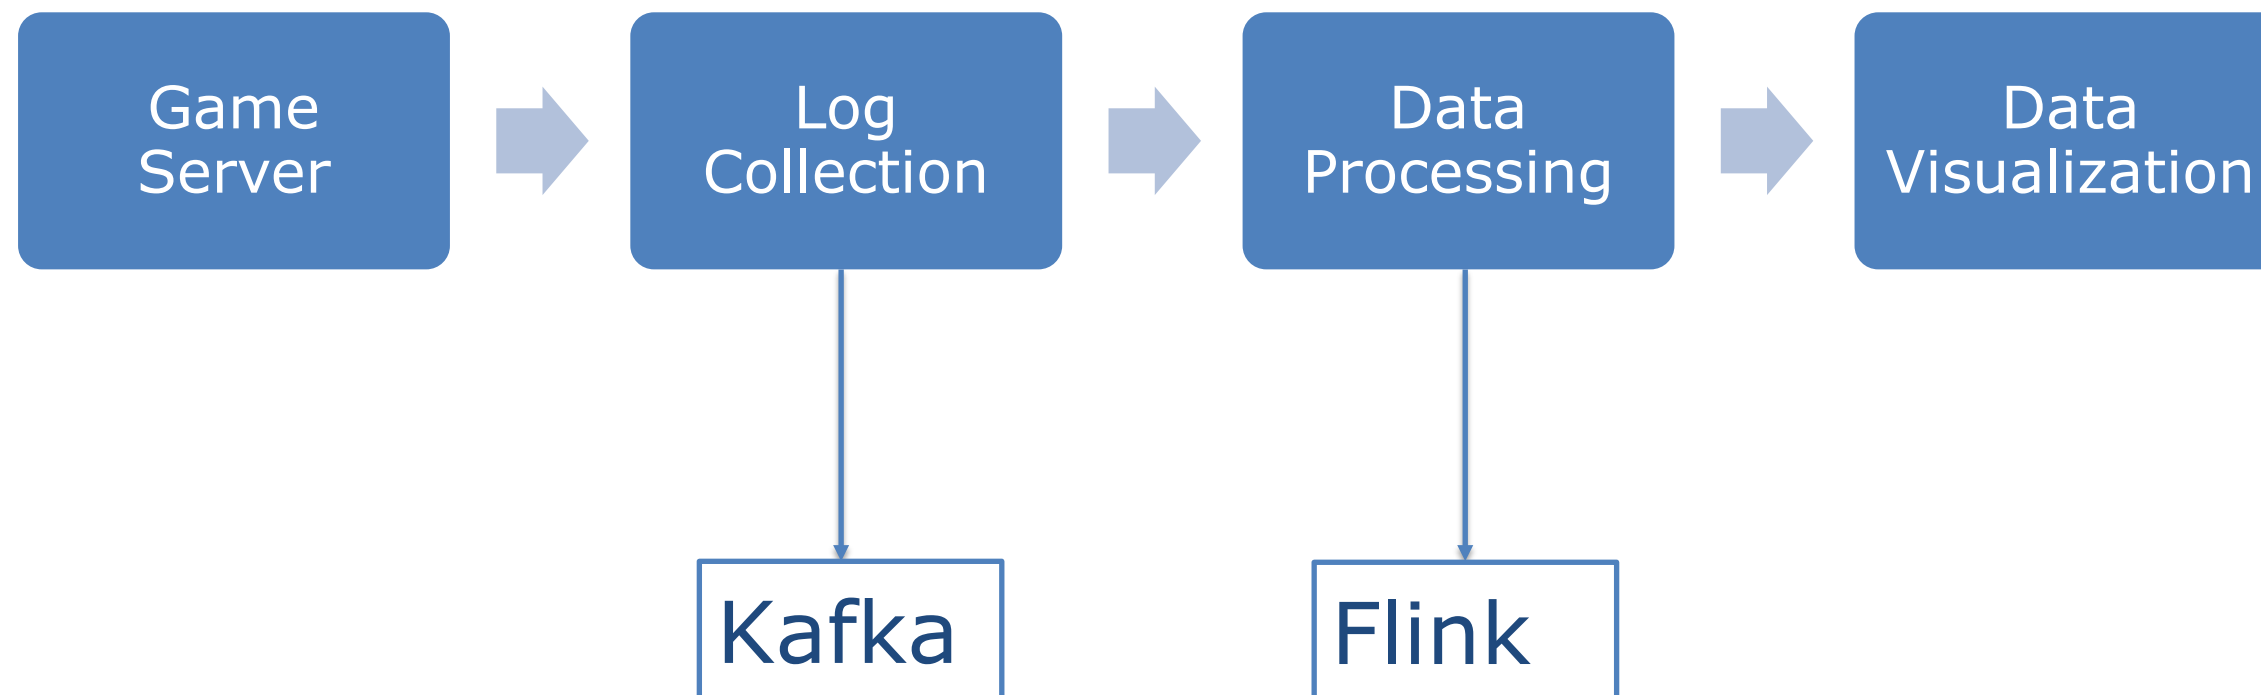 Game
Server
Log
Collection
Data
Processing
Data
Visualization
Kafka
Flink